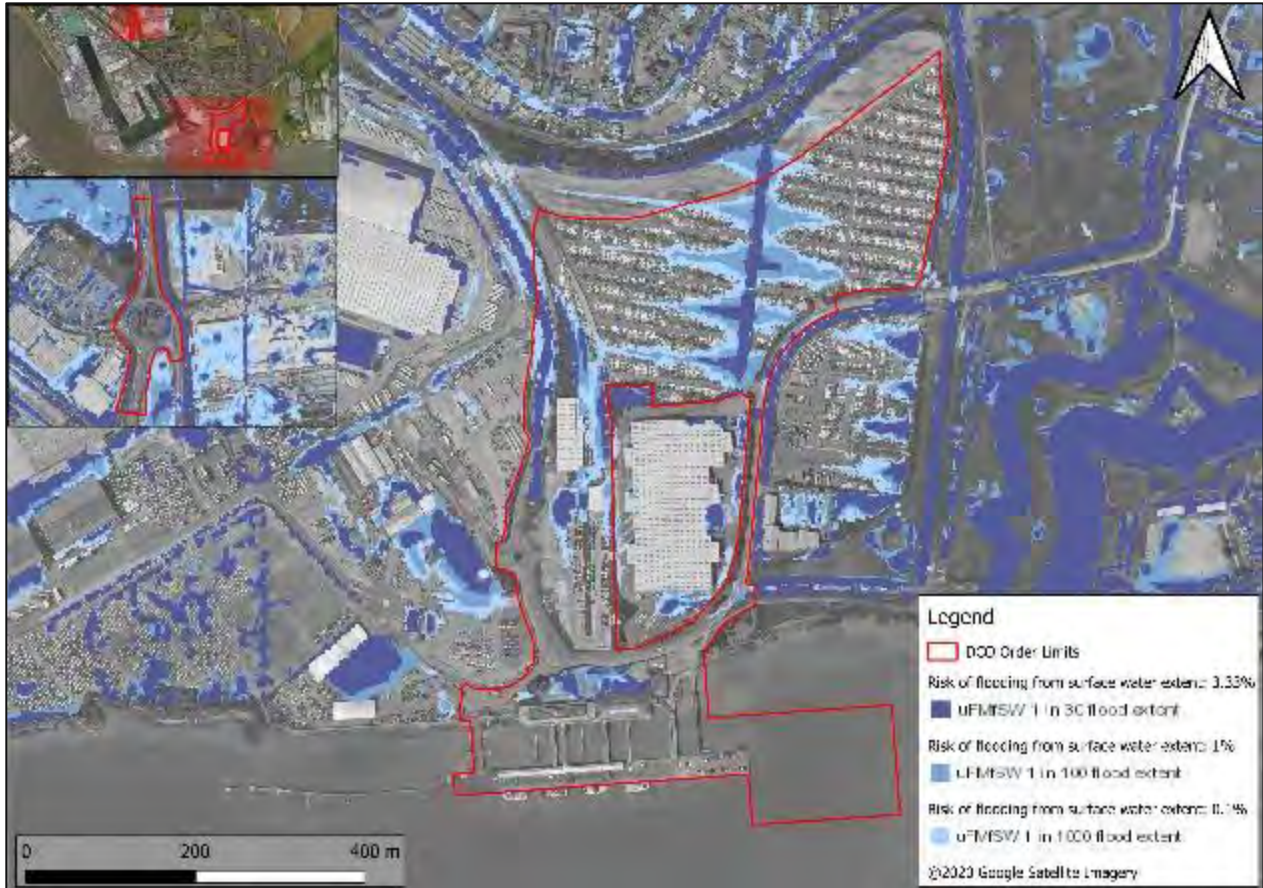 Legend
DCO Order Limits
Risk of flooding from surface water extent: 3.33%
uFMfSW 1 in 30 flood extent
Risk of flooding from surface water extent: 1%
uFMfSW 1 in 100 flood extent
Risk of flooding from surface water extent: 0.1%
uFMfSW 1 in 1000 flood extent
©2020 Google Satellite Imagery
0 200 400 m